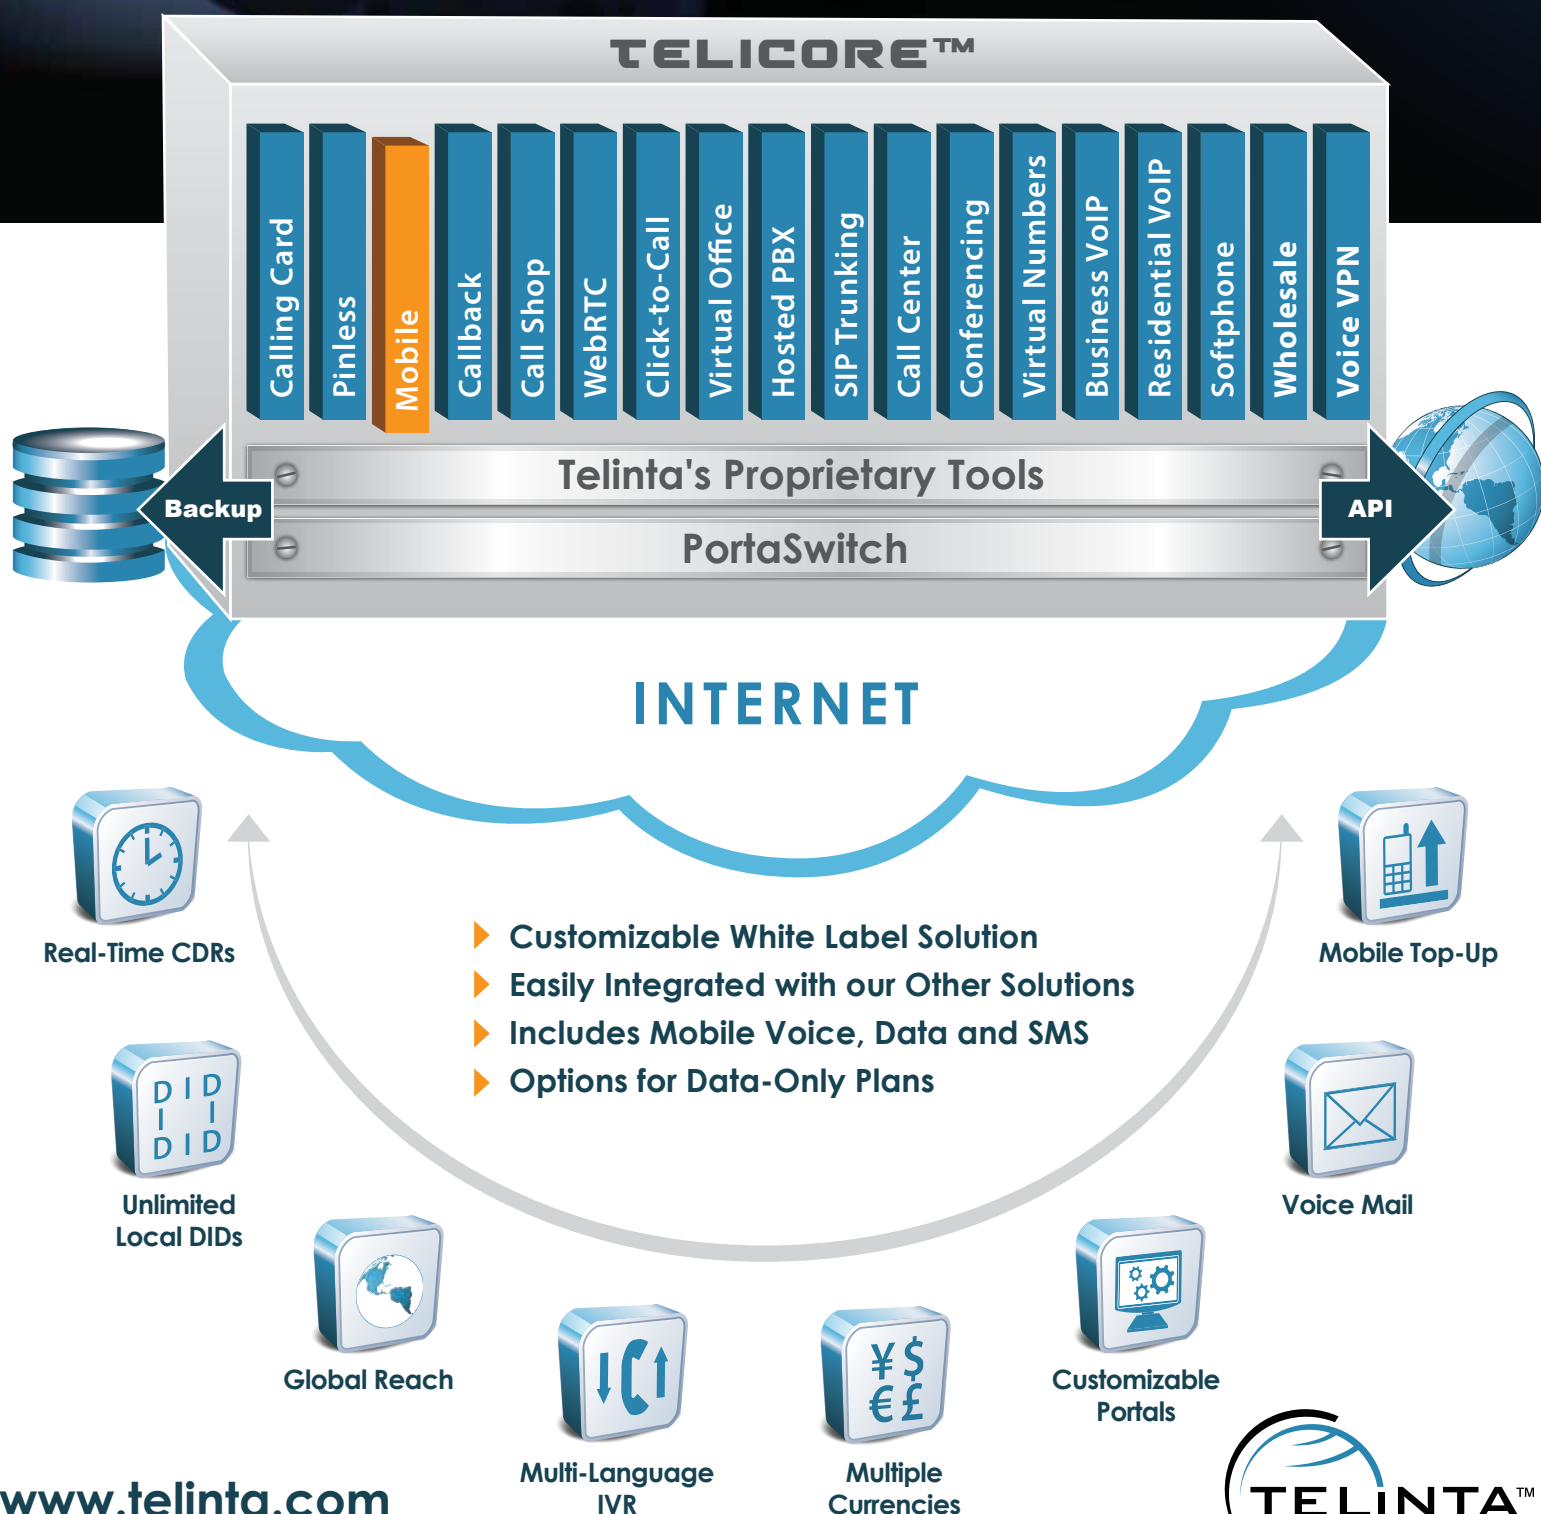 TELICORE™
Calling Card
Pinless
Mobile
Callback
Call Shop
WebRTC
Click-to-Call
Virtual Office
Hosted PBX
SIP Trunking
Call Center
Conferencing
Virtual Numbers
Business VoIP
Residential VoIP
Softphone
Wholesale
Voice VPN
Telinta's Proprietary Tools
Backup
API
PortaSwitch
INTERNET
Customizable White Label Solution
Easily Integrated with our Other Solutions
Includes Mobile Voice, Data and SMS
Options for Data-Only Plans
Real-Time CDRs
Mobile Top-Up
D I D
I I
D I D
Unlimited
Local DIDs
Voice Mail
Global Reach
Customizable
Portals
¥ $
€ £
Multi-Language
IVR
Multiple
Currencies
www.telinta.com
TELINTA™